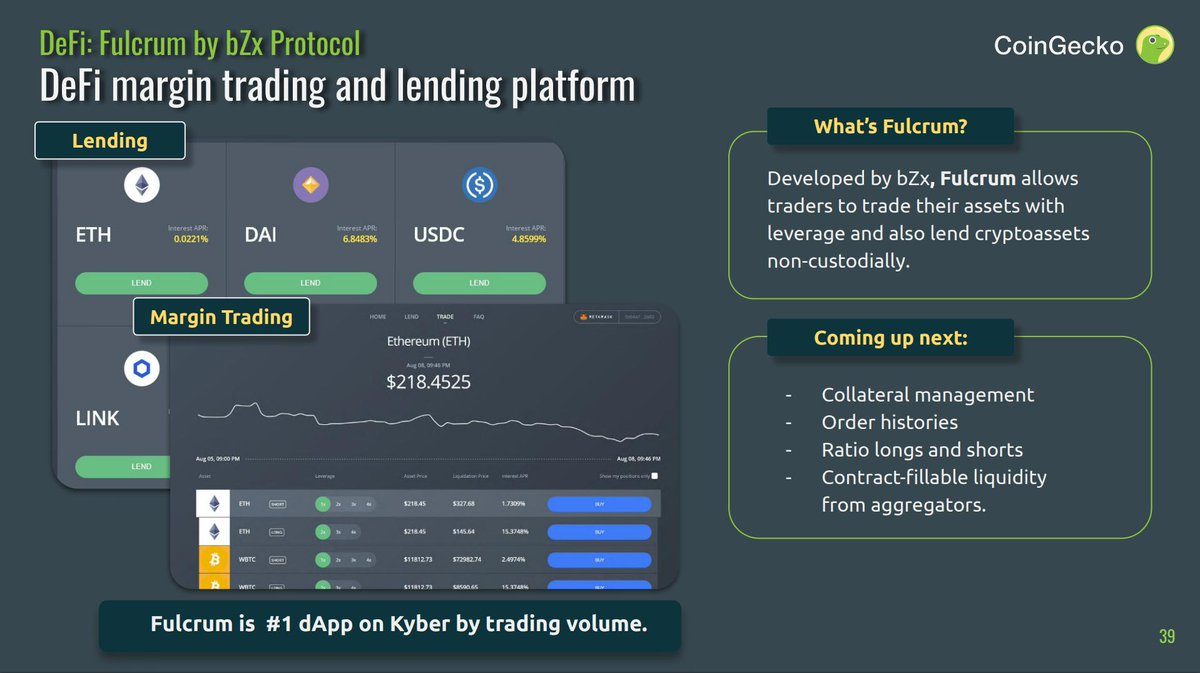 DeFi: Fulcrum by bZx Protocol
DeFi margin trading and lending platform
CoinGecko
Lending
ETH
Interest APR:
0.0221%
LEND
DAI
Interest APR:
6.8483%
LEND
USDC
Interest APR:
4.8599%
LEND
LINK
LEND
Margin Trading
HOME LEND TRADE FAQ
METAMASK
Ethereum (ETH)
Aug 08, 09:46 PM
$218.4525
Aug 05, 09:00 PM Aug 08, 09:46 PM
Asset Leverage Asset Price Liquidation Price Interest APR Show my positions only
ETH SHORT 1x 2x 3x 4x $218.45 $327.68 1.7309% BUY
ETH LONG 2x 3x 4x $218.45 $145.64 15.3748% BUY
WBTC SHORT 1x 2x 3x 4x $11812.73 $72982.74 2.4974% BUY
WBTC LONG 2x 3x 4x $11812.73 $8590.65 15.3748% BUY
Fulcrum is #1 dApp on Kyber by trading volume.
What's Fulcrum?
Developed by bZx, Fulcrum allows
traders to trade their assets with
leverage and also lend cryptoassets
non-custodially.
Coming up next:
- Collateral management
- Order histories
- Ratio longs and shorts
- Contract-fillable liquidity
from aggregators.
39